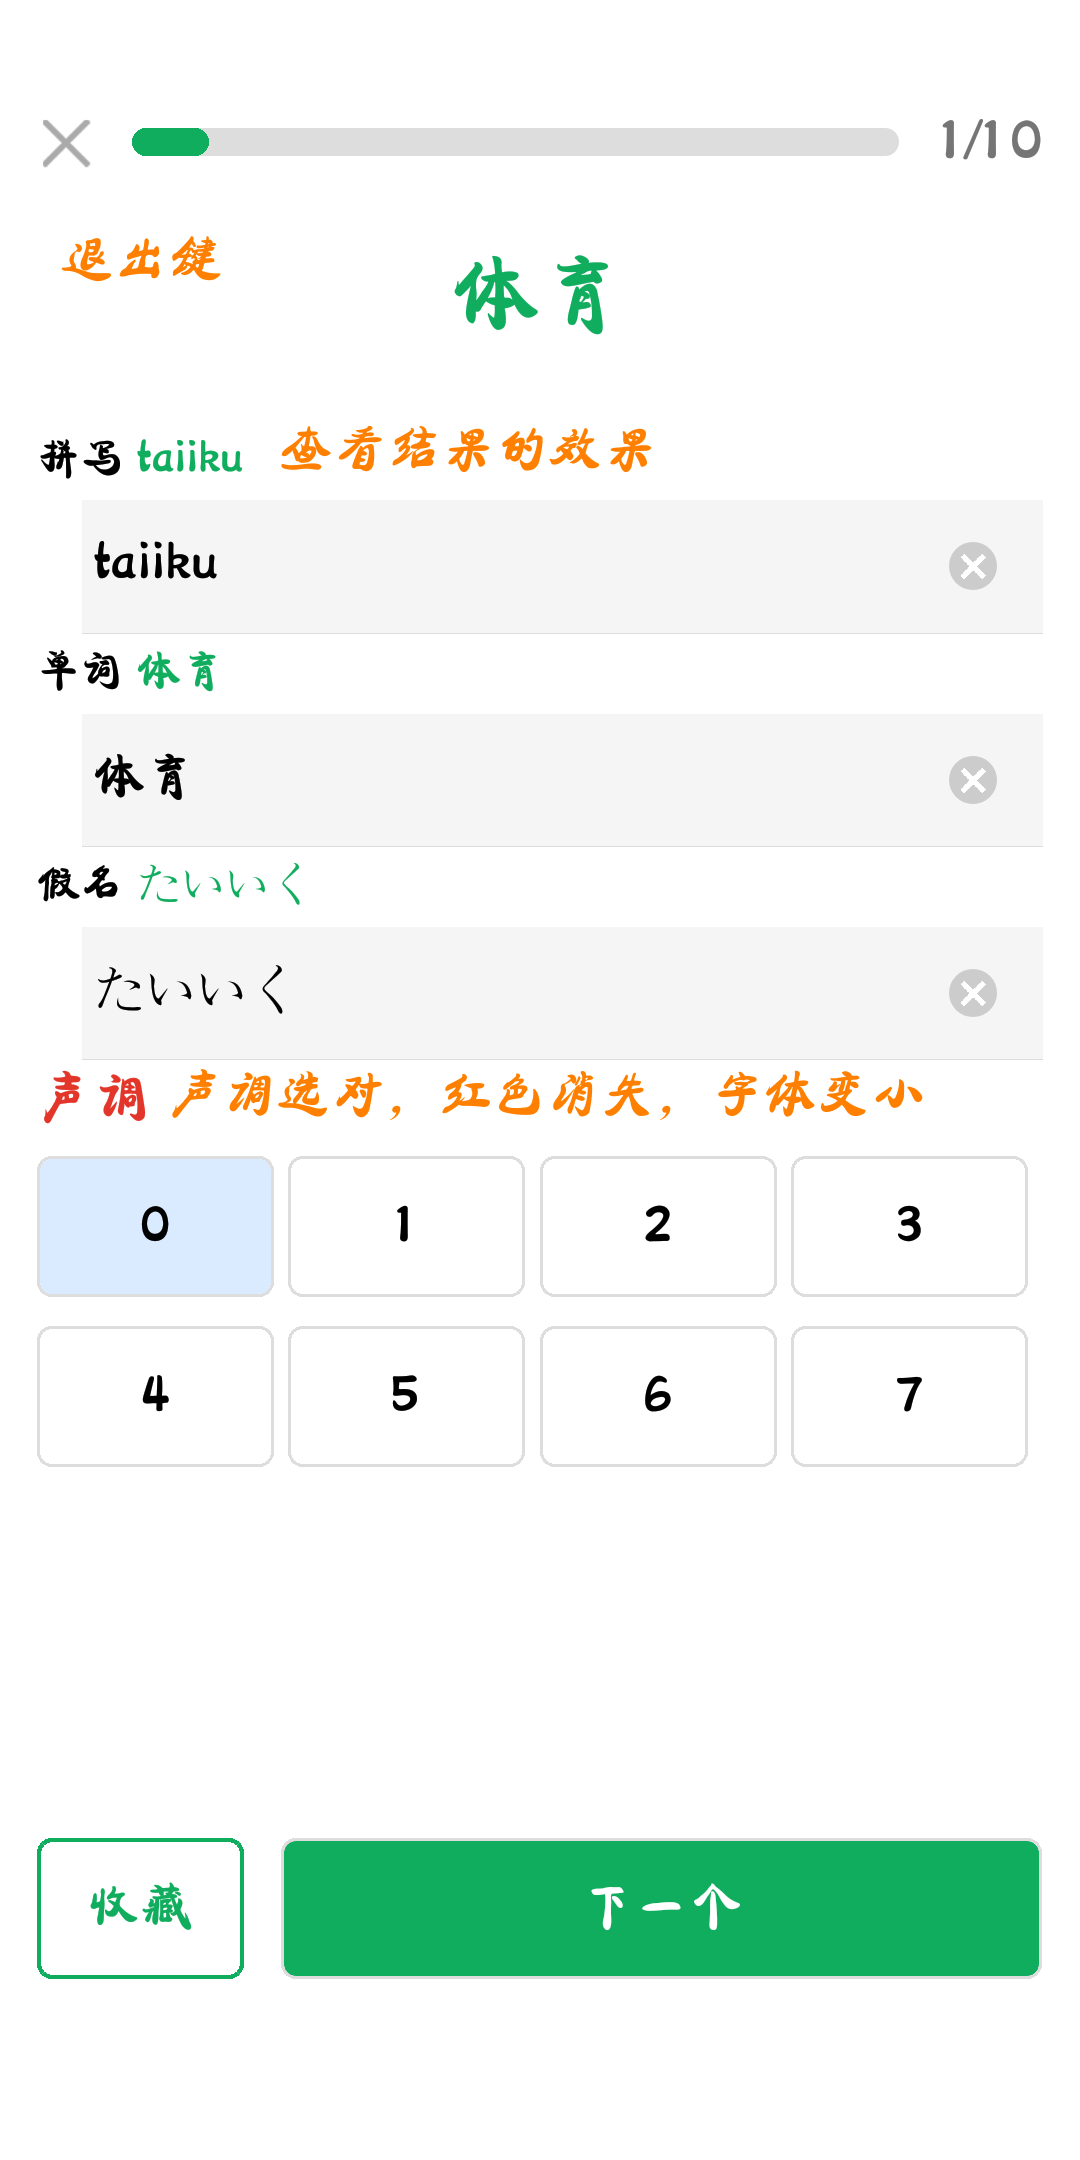 1/10
退出键
体育
拼写 taiiku 查看结果的效果
taiiku
单词 体育
体育
假名 たいいく
たいいく
声调 声调选对，红色消失，字体变小
0 1 2 3
4 5 6 7
收藏 下一个